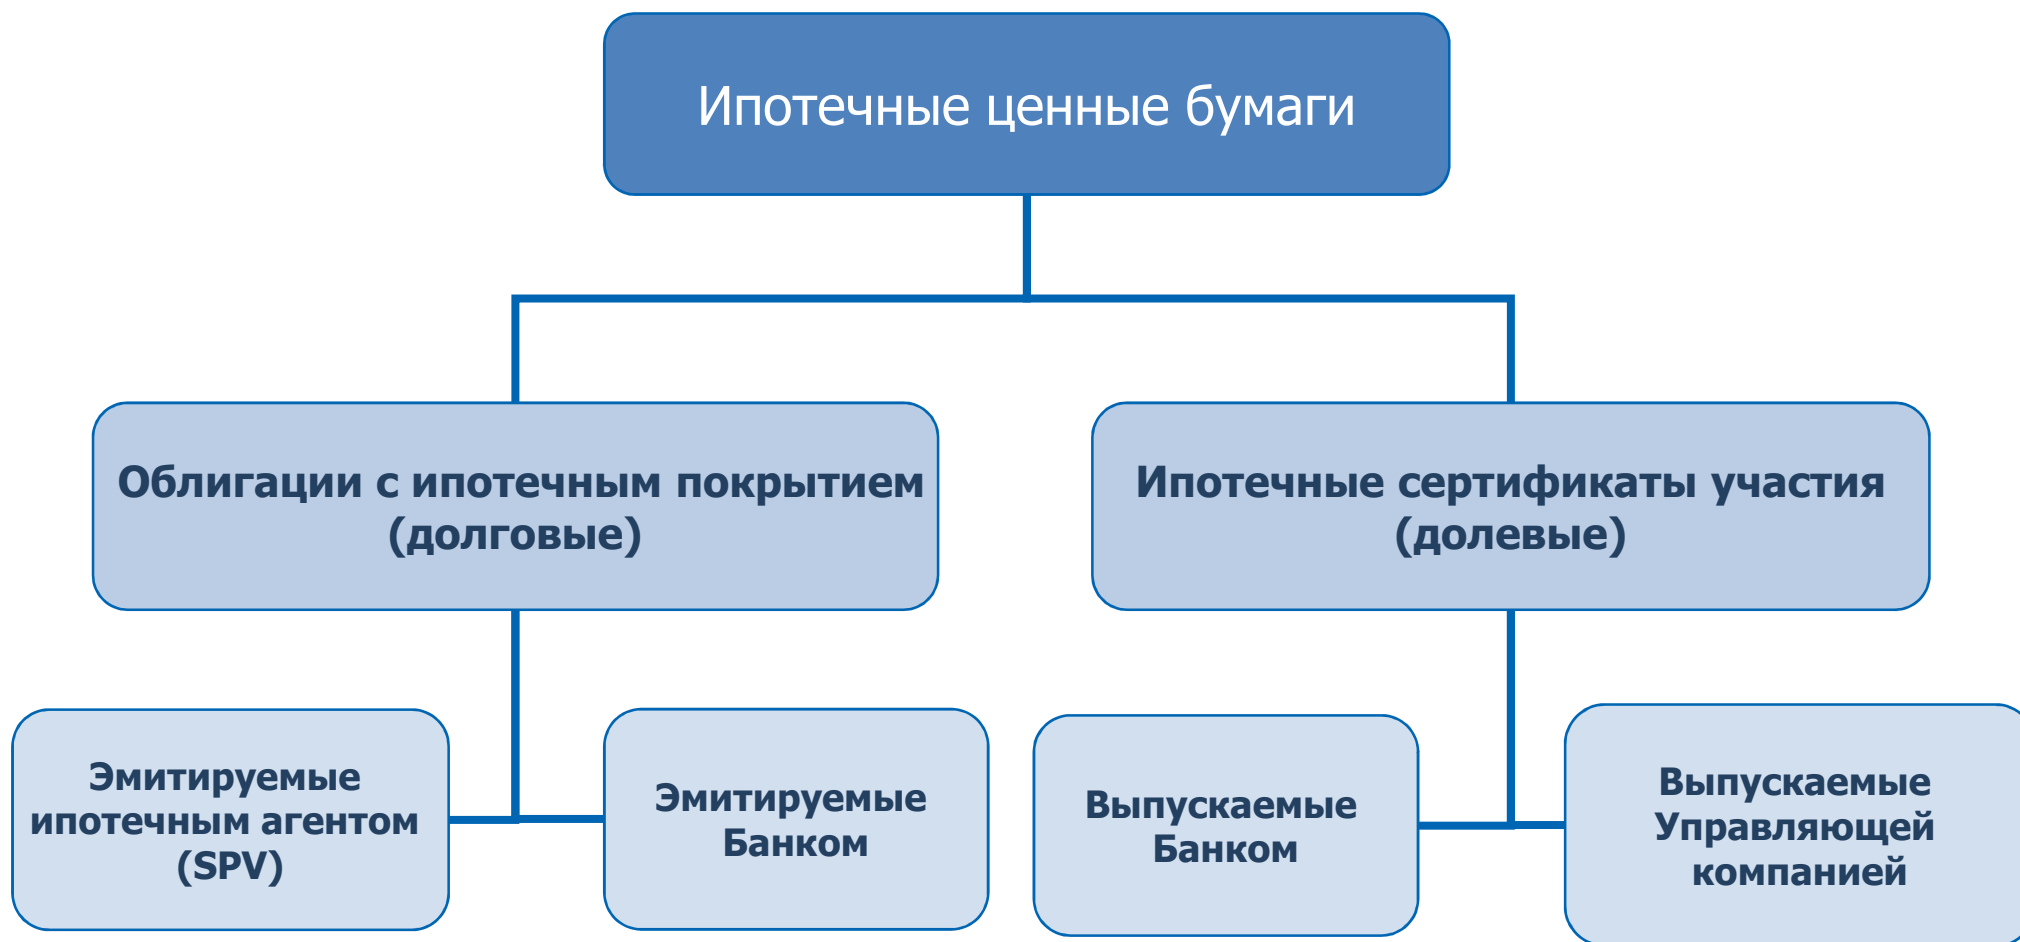 Ипотечные ценные бумаги
Облигации с ипотечным покрытием
(долговые)
Ипотечные сертификаты участия
(долевые)
Эмитируемые
ипотечным агентом
(SPV)
Эмитируемые
Банком
Выпускаемые
Банком
Выпускаемые
Управляющей
компанией